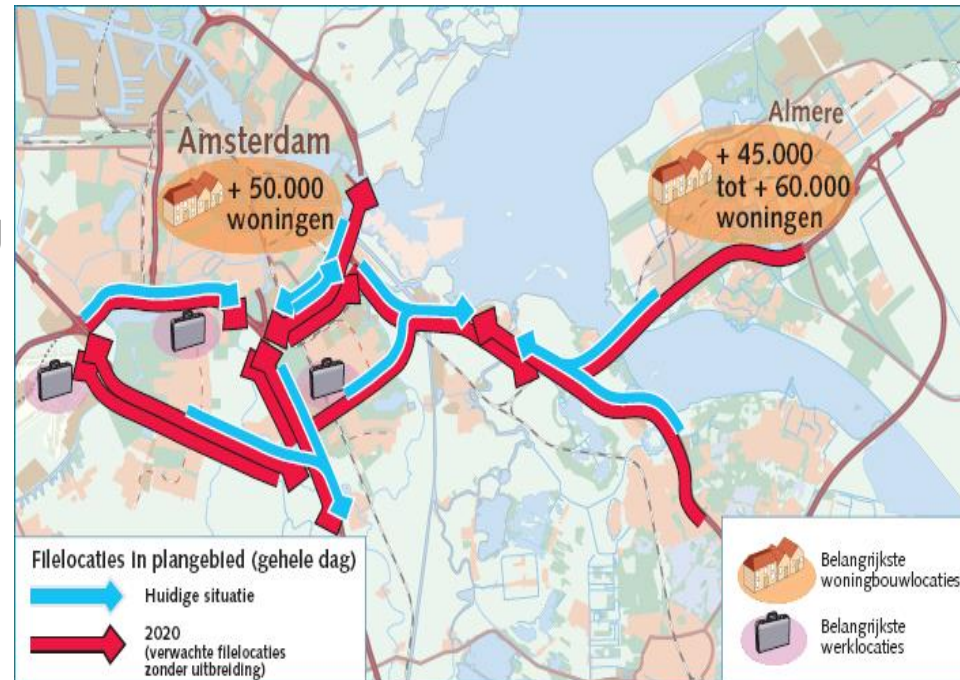 Amsterdam
+ 50.000
woningen
Almere
+ 45.000
tot + 60.000
woningen
Filelocaties in plangebied (gehele dag)
Huidige situatie
2020
(verwachte filelocaties
zonder uitbreiding)
Belangrijkste
woningbouwlocaties
Belangrijkste
werklocaties